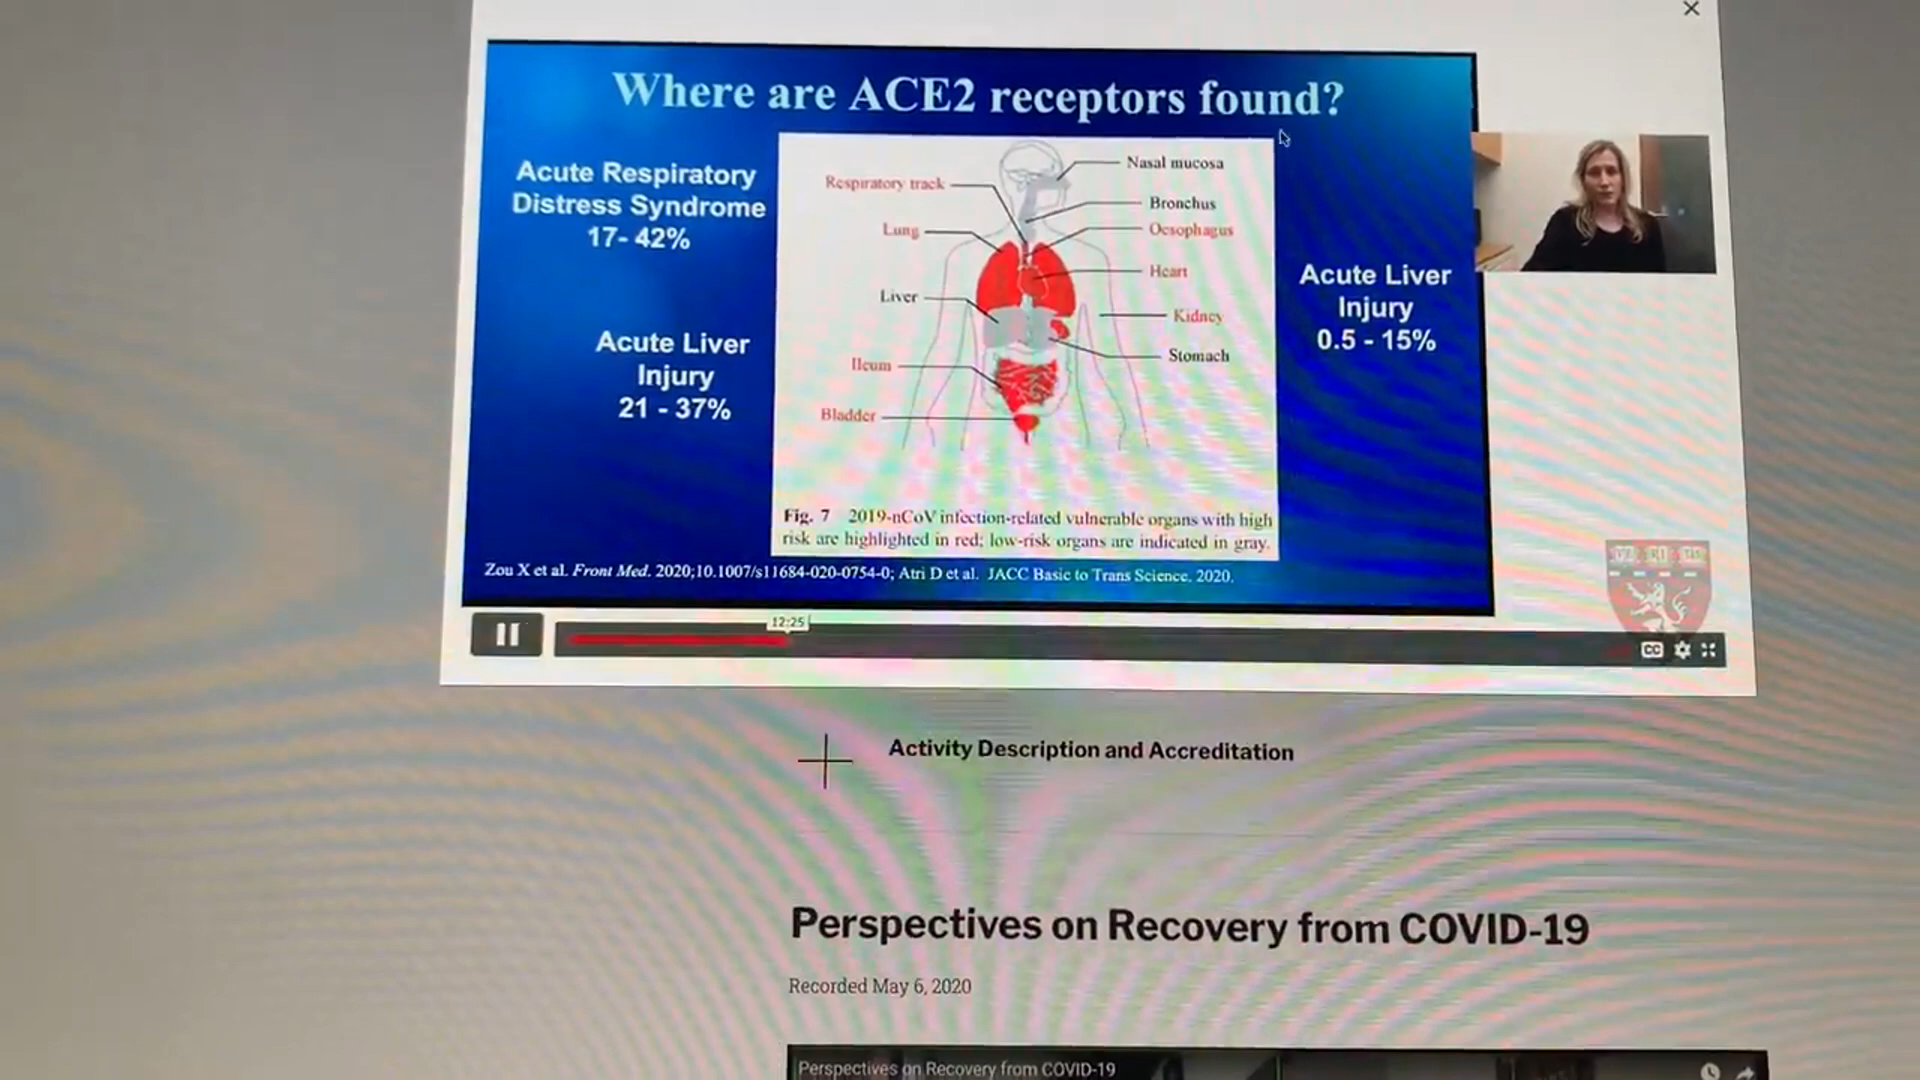 Where are ACE2 receptors found?
Acute Respiratory
Distress Syndrome
17- 42%
Acute Liver
Injury
21 - 37%
Respiratory track
Lung
Liver
Ileum
Bladder
Nasal mucosa
Bronchus
Oesophagus
Heart
Kidney
Stomach
Acute Liver
Injury
0.5 - 15%
Fig. 7 2019-nCoV infection-related vulnerable organs with high
risk are highlighted in red; low-risk organs are indicated in gray.
Zou X et al. Front Med. 2020;10.1007/s11684-020-0754-0; Atri D et al. JACC Basic to Trans Science. 2020.
VE RI TAS
12:25
CC
Activity Description and Accreditation
Perspectives on Recovery from COVID-19
Recorded May 6, 2020
Perspectives on Recovery from COVID-19